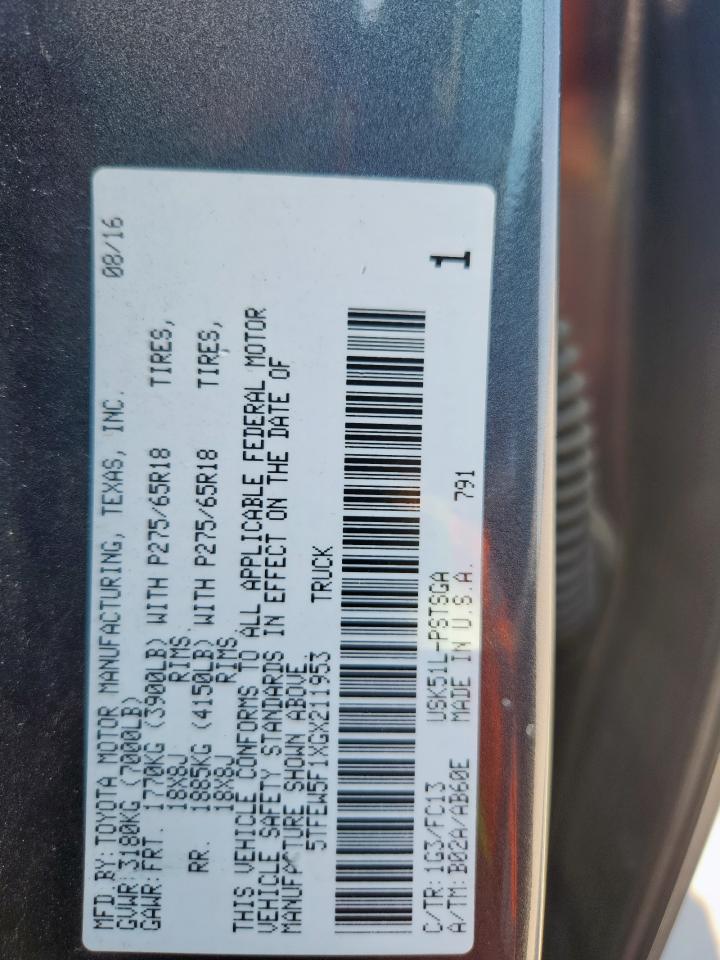 MFD.BY:TOYOTA MOTOR MANUFACTURING, TEXAS, INC. 08/16
GVWR:3180KG(7000LB)
GAWR:FRT. 1770KG (3900LB) WITH P275/65R18 TIRES,
18X8J RIMS
RR. 1885KG (4150LB) WITH P275/65R18 TIRES,
18X8J RIMS
THIS VEHICLE CONFORMS TO ALL APPLICABLE FEDERAL MOTOR
VEHICLE SAFETY STANDARDS IN EFFECT ON THE DATE OF
MANUFACTURE SHOWN ABOVE.
5TFEW5F1XGX211953 TRUCK
C/TR:1G3/FC13 USK51L-PSTSGA 1
A/TM:B02A/AB60E MADE IN U.S.A. 791